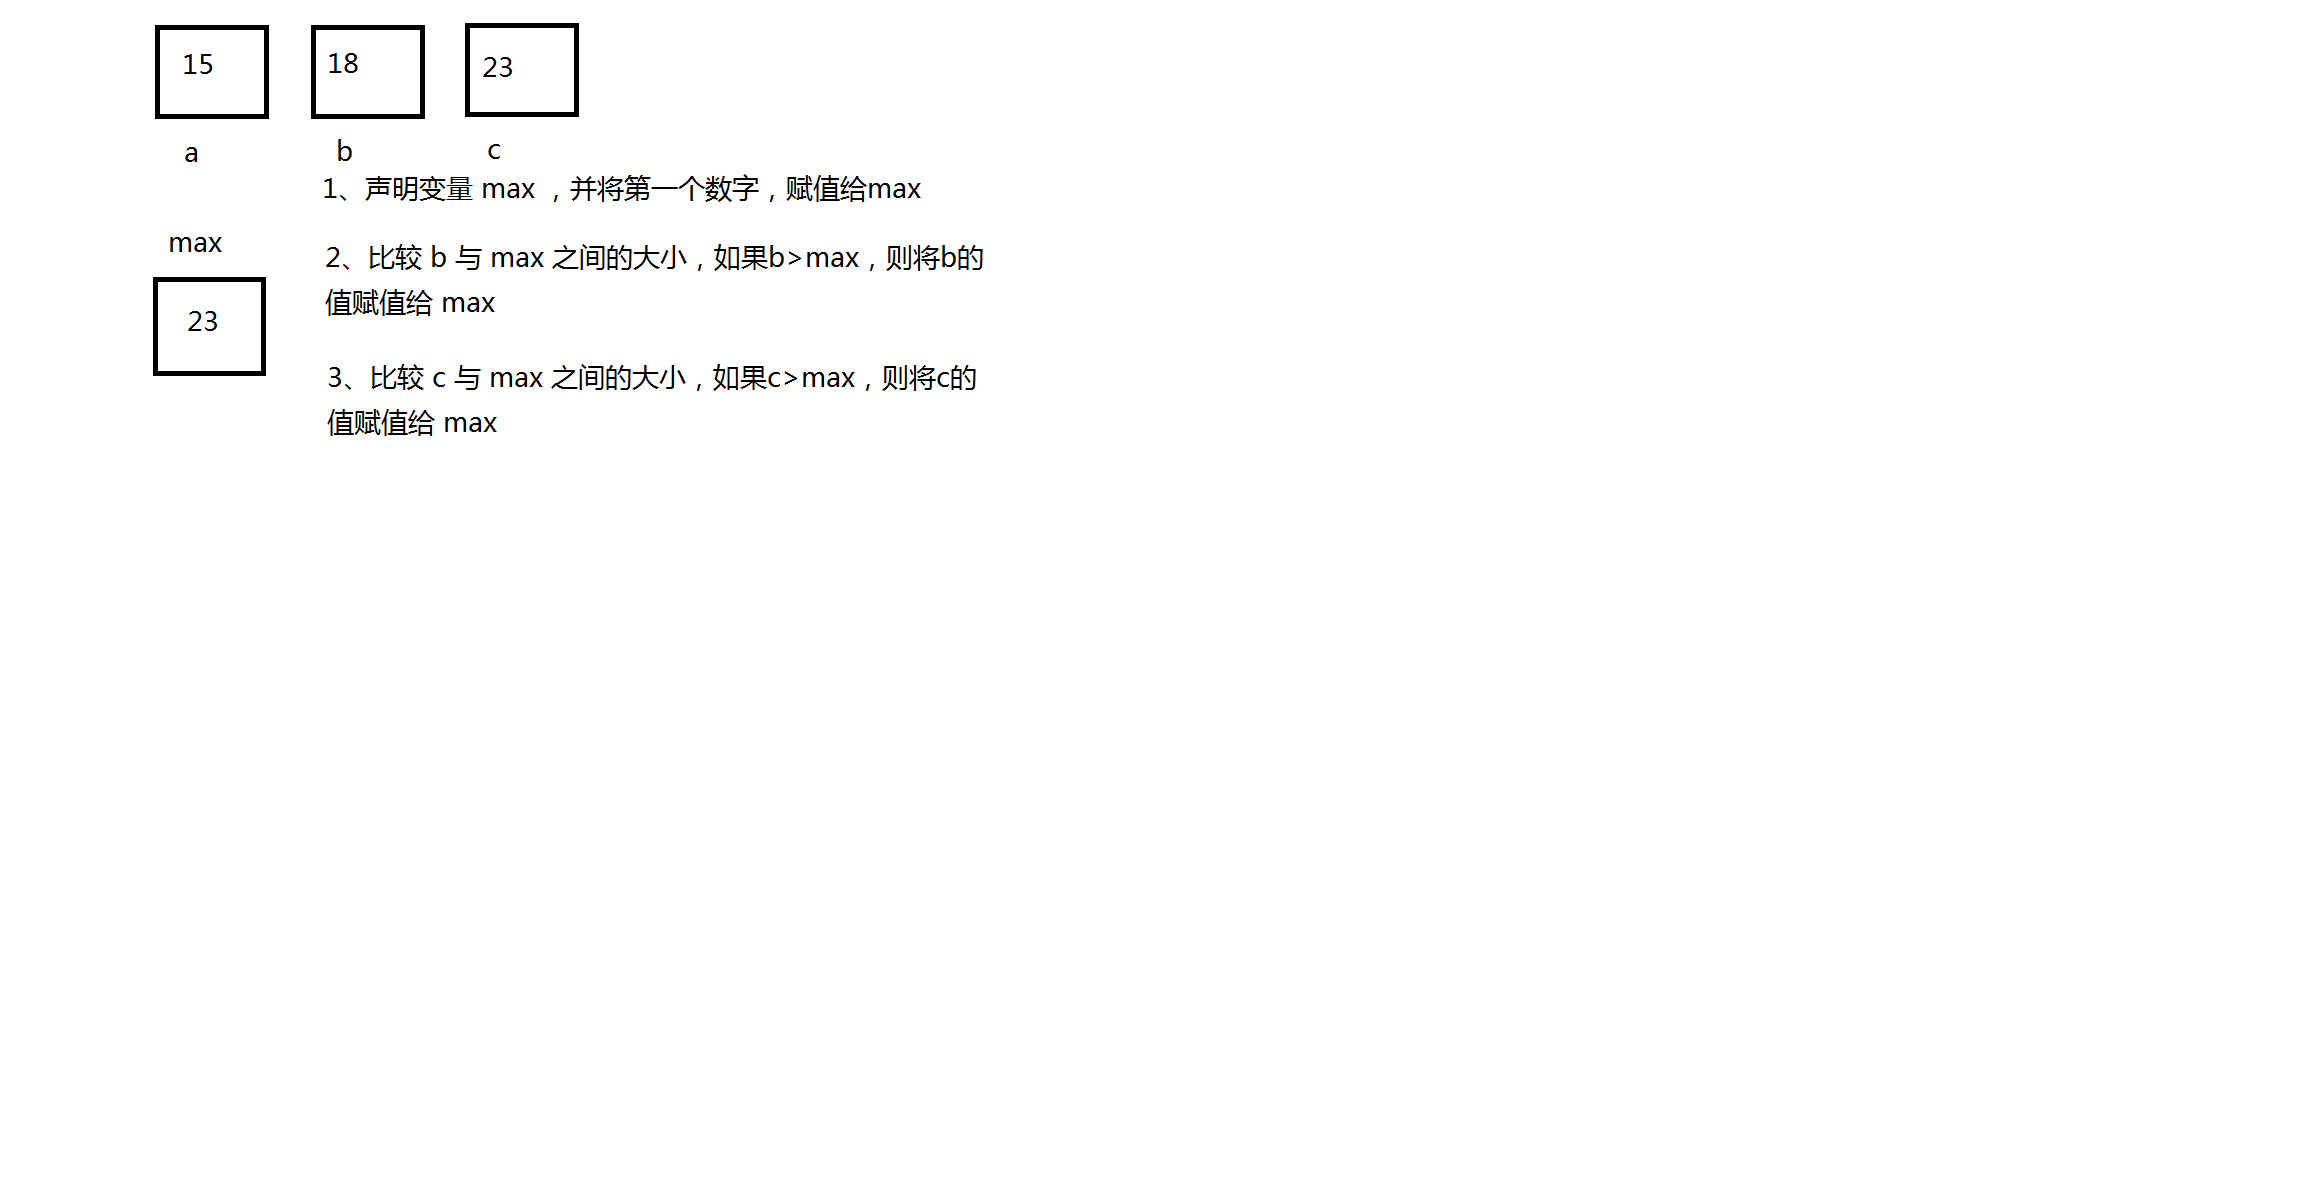 15 18 23
a b c
1、声明变量 max ，并将第一个数字，赋值给max
max
2、比较 b 与 max 之间的大小，如果b>max，则将b的
值赋值给 max
23
3、比较 c 与 max 之间的大小，如果c>max，则将c的
值赋值给 max